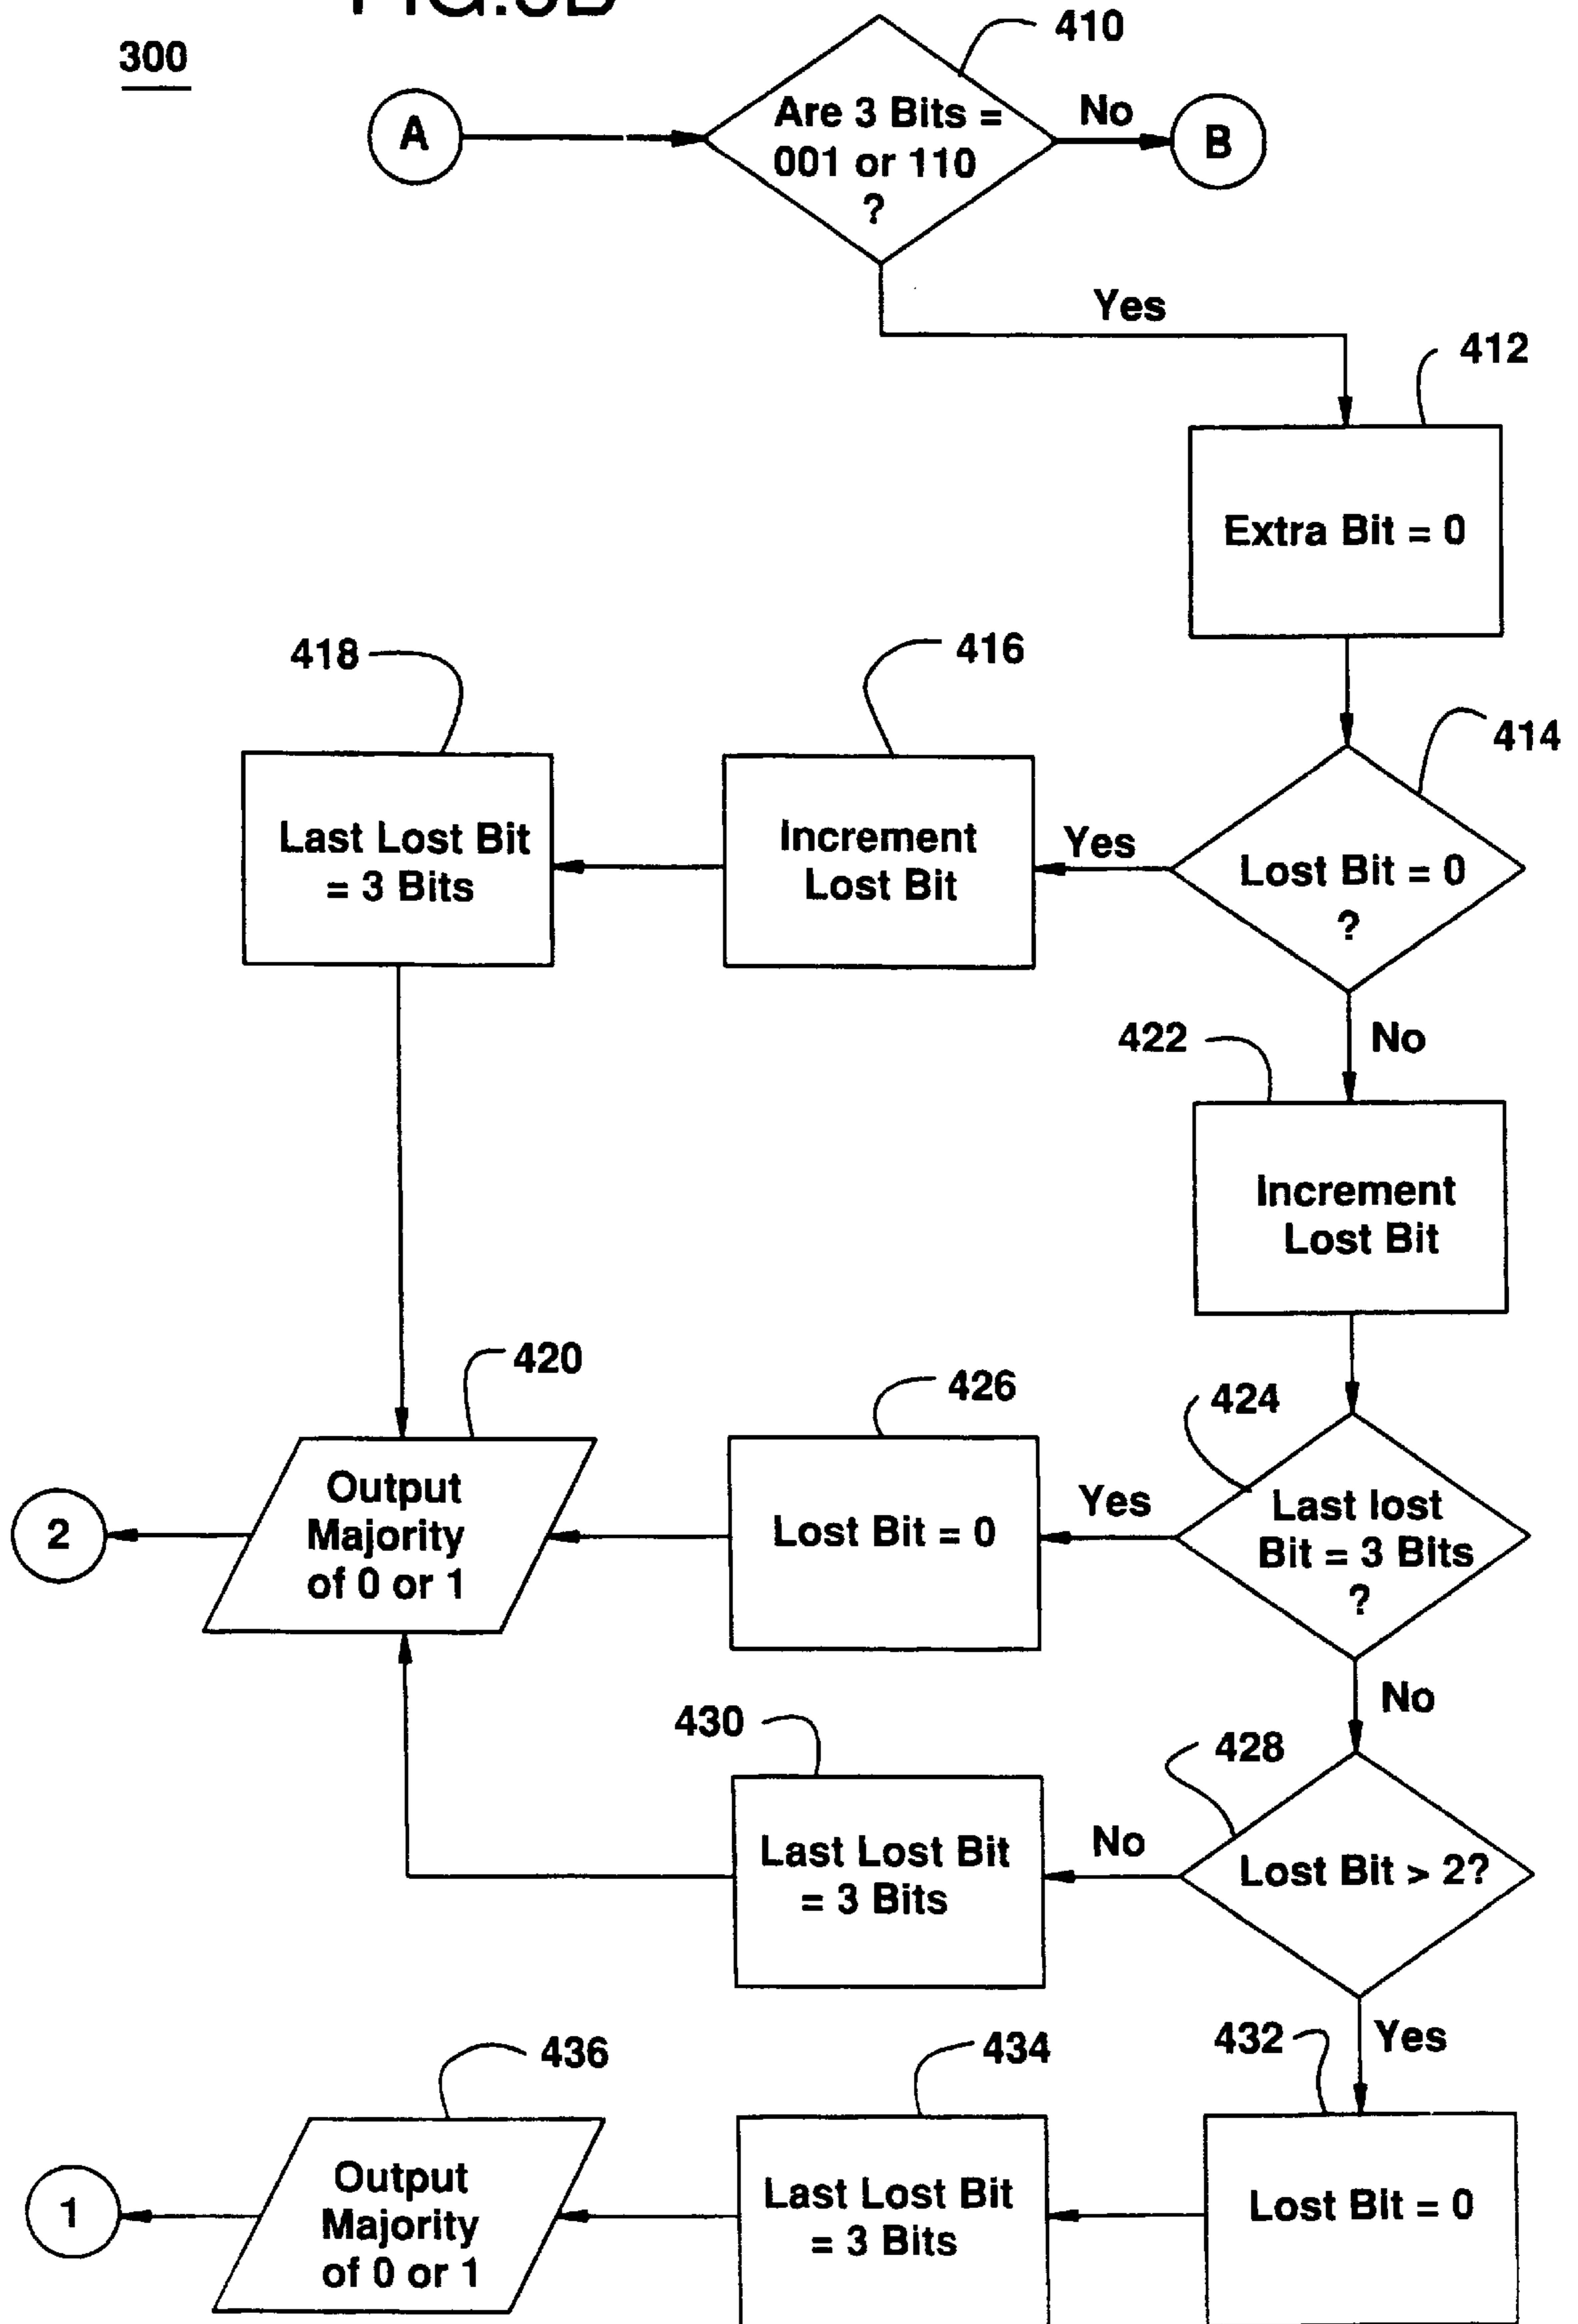 300
410
Are 3 Bits =
001 or 110
?
A
No
B
Yes
412
Extra Bit = 0
418
416
414
Last Lost Bit
= 3 Bits
Increment
Lost Bit
Yes
Lost Bit = 0
?
422
No
Increment
Lost Bit
420
426
424
2
Output
Majority
of 0 or 1
Lost Bit = 0
Yes
Last lost
Bit = 3 Bits
?
No
430
428
Last Lost Bit
= 3 Bits
No
Lost Bit > 2?
436
434
432
Yes
1
Output
Majority
of 0 or 1
Last Lost Bit
= 3 Bits
Lost Bit = 0